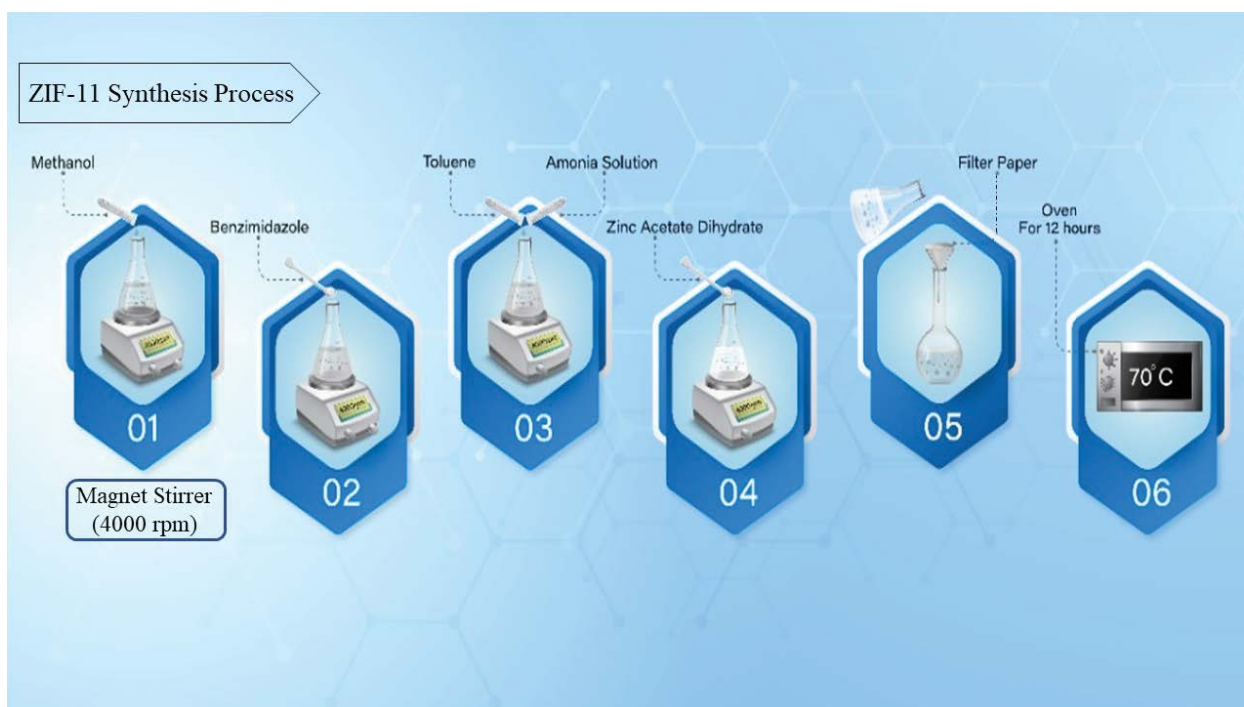 ZIF-11 Synthesis Process
Methanol
01
Magnet Stirrer
(4000 rpm)
Benzimidazole
02
Toluene
Amonia Solution
03
Zinc Acetate Dihydrate
04
Filter Paper
05
Oven
For 12 hours
70°C
06